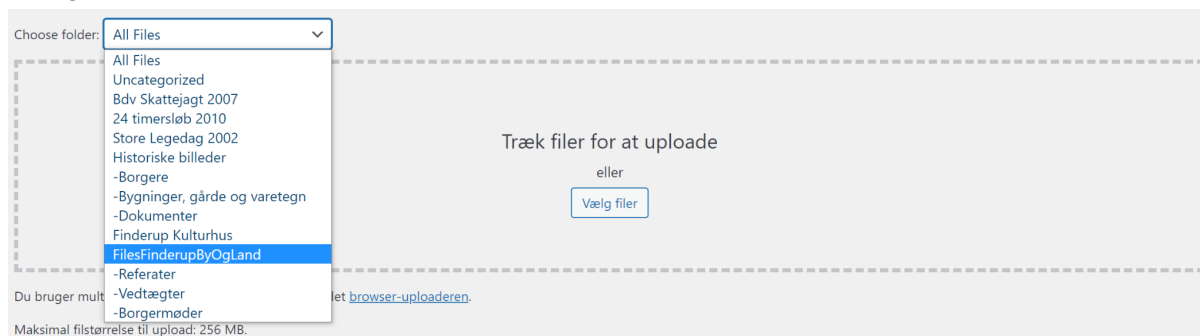 Choose folder: All Files
All Files
Uncategorized
Bdv Skattejagt 2007
24 timersløb 2010
Store Legedag 2002
Historiske billeder
-Borgere
-Bygninger, gårde og varetegn
-Dokumenter
Finderup Kulturhus
FilesFinderupByOgLand
-Referater
-Vedtægter
-Borgermøder
Træk filer for at uploade
eller
Vælg filer
Du bruger mult let browser-uploaderen.
Maksimal filstørrelse til upload: 256 MB.